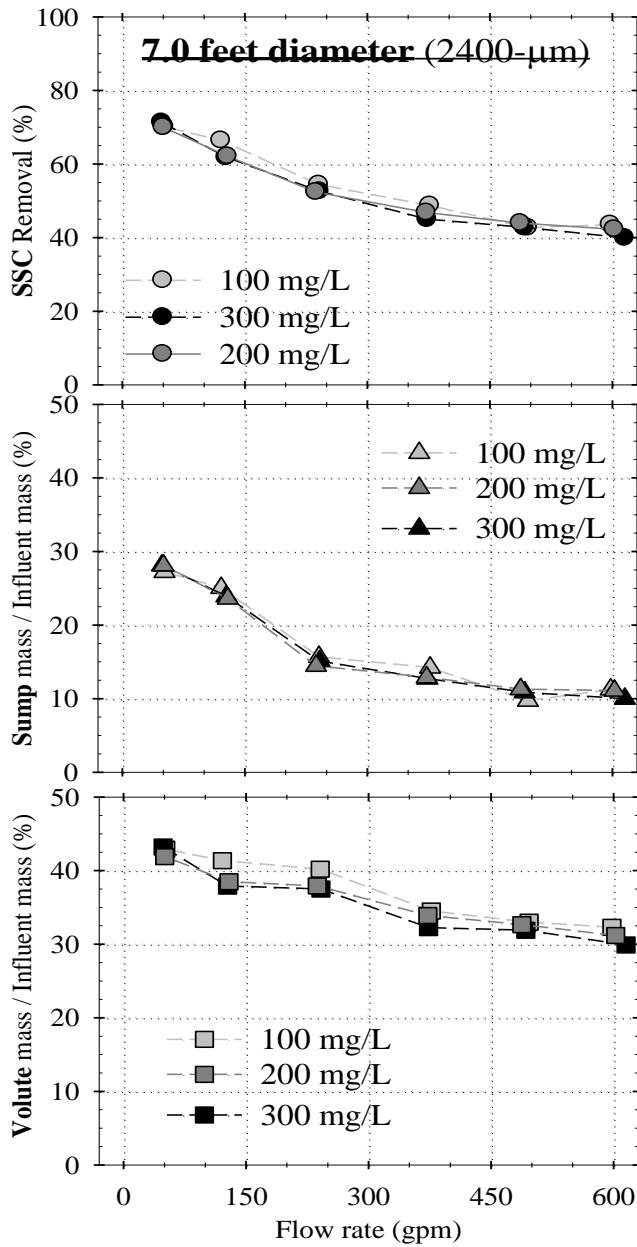 7.0 feet diameter (2400-μm)
100
80
60
40
20
0
SSC Removal (%)
100 mg/L
300 mg/L
200 mg/L
50
40
30
20
10
0
Sump mass / Influent mass (%)
100 mg/L
200 mg/L
300 mg/L
50
40
30
20
10
0
Volute mass / Influent mass (%)
100 mg/L
200 mg/L
300 mg/L
0 150 300 450 600
Flow rate (gpm)